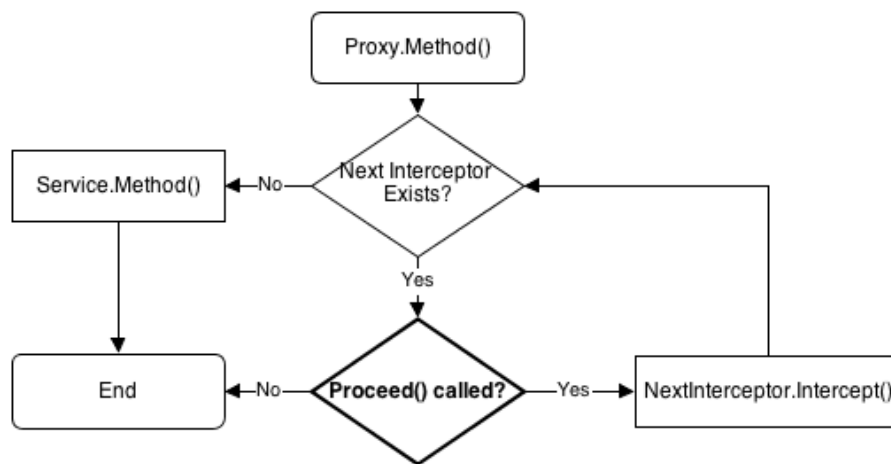 Proxy.Method()
Next Interceptor
Exists?
No
Service.Method()
Yes
End
No
Proceed() called?
Yes
NextInterceptor.Intercept()